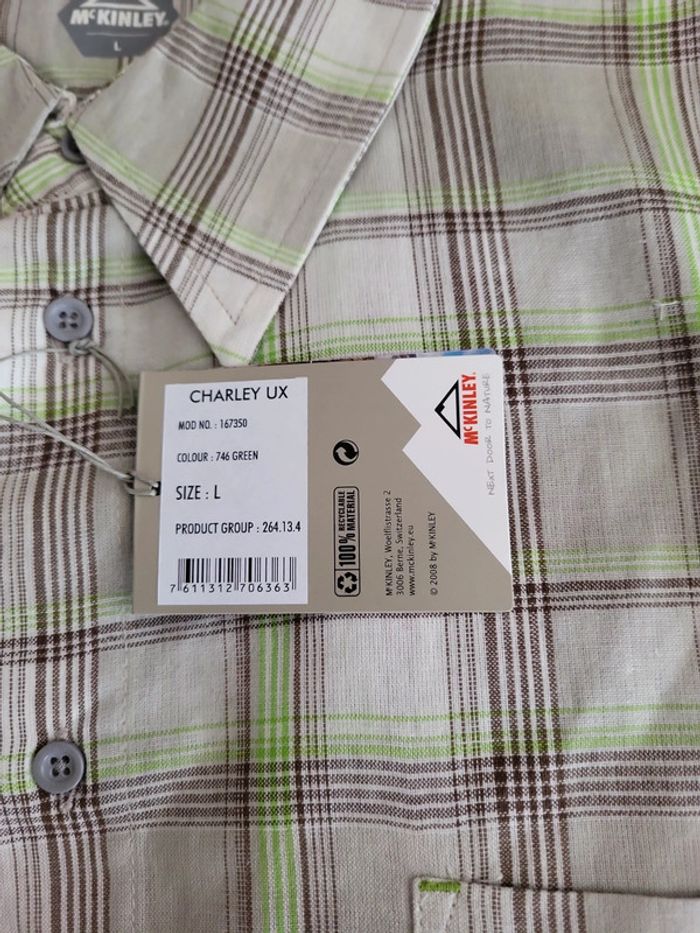 McKINLEY
L
CHARLEY UX
MOD NO. : 167350
COLOUR : 746 GREEN
SIZE : L
PRODUCT GROUP : 264.13.4
7 611312 706363
100% RECYCLABLE
MATERIAL
McKINLEY, Woelflistrasse 2
3006 Berne, Switzerland
www.mckinley.eu
© 2008 by McKINLEY
McKINLEY.
NEXT DOOR TO NATURE